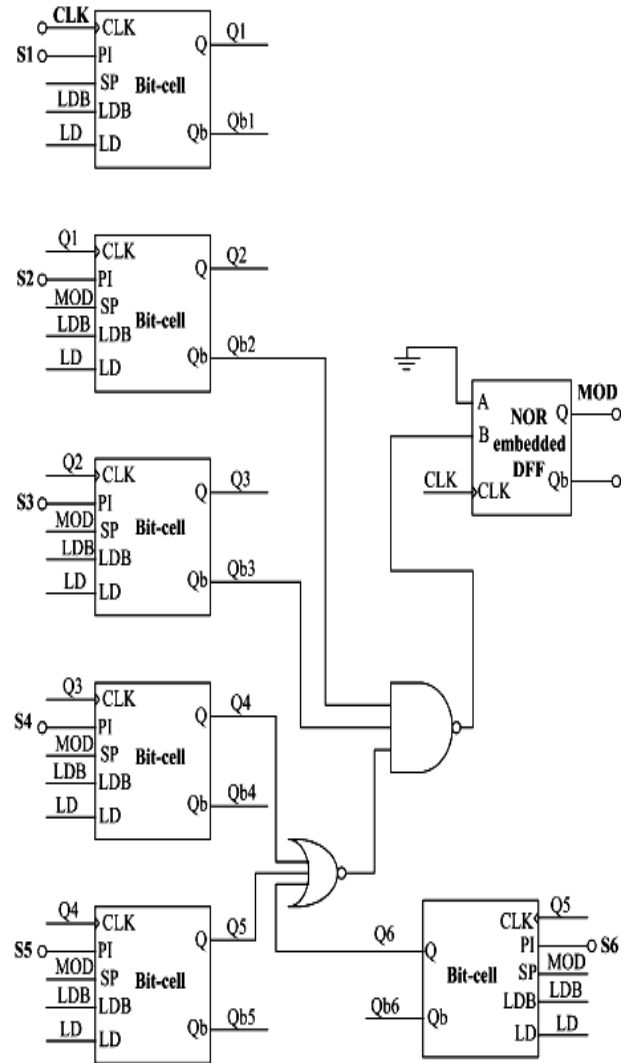 CLK
CLK
S1
PI
SP
LDB
LDB
LD
LD
Bit-cell
Q
Q1
Qb
Qb1
Q1
CLK
S2
PI
MOD
SP
LDB
LDB
LD
LD
Bit-cell
Q
Q2
Qb
Qb2
Q2
CLK
S3
PI
MOD
SP
LDB
LDB
LD
LD
Bit-cell
Q
Q3
Qb
Qb3
A
B
NOR
embedded
DFF
CLK
CLK
Q
MOD
Qb
Q3
CLK
S4
PI
MOD
SP
LDB
LDB
LD
LD
Bit-cell
Q
Q4
Qb
Qb4
Q4
CLK
S5
PI
MOD
SP
LDB
LDB
LD
LD
Bit-cell
Q
Q5
Qb
Qb5
Q6
Q
Qb6
Qb
Bit-cell
CLK
Q5
PI
S6
SP
MOD
LDB
LDB
LD
LD